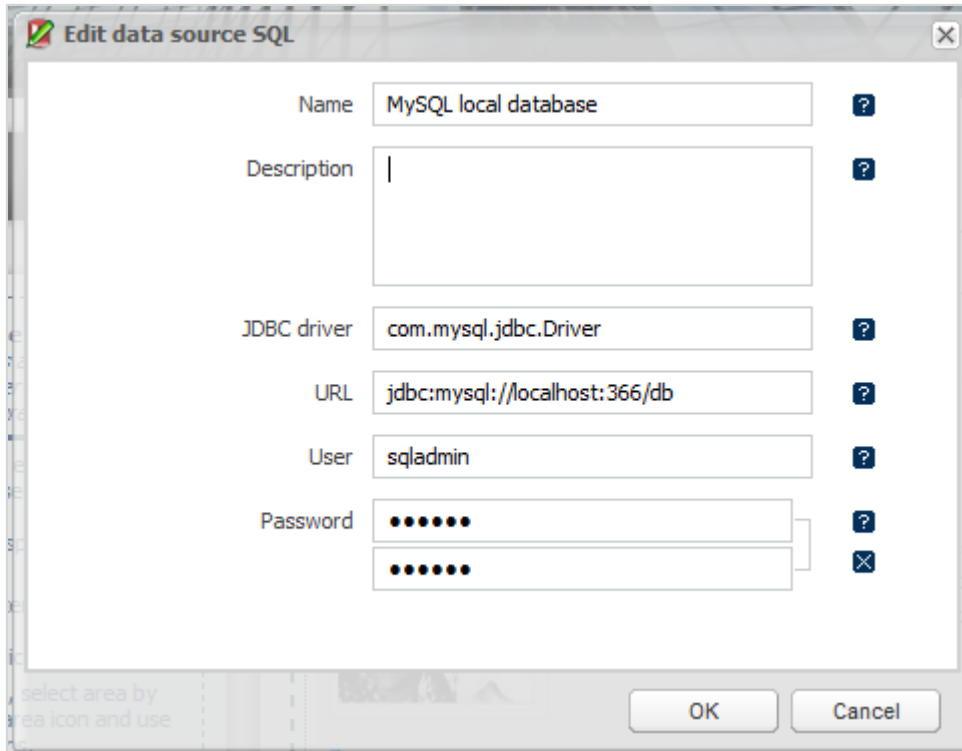 Edit data source SQL
Name
MySQL local database
Description
JDBC driver
com.mysql.jdbc.Driver
URL
jdbc:mysql://localhost:366/db
User
sqladmin
Password
••••••
••••••
select area by
area icon and use
OK
Cancel